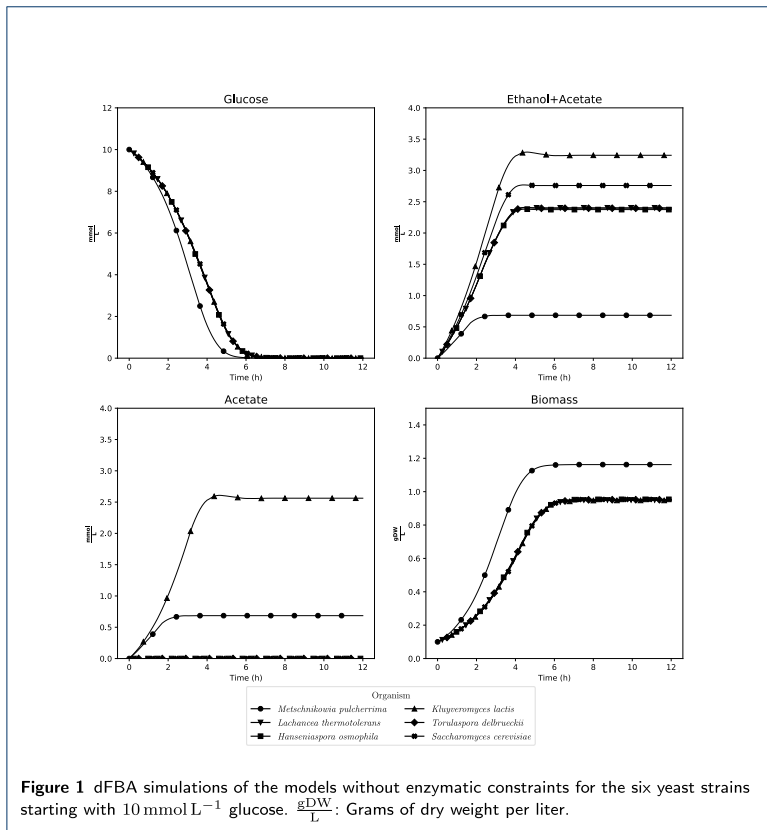 Glucose
12
10
8
6
4
2
0
mmol
L
0 2 4 6 8 10 12
Time (h)
Ethanol+Acetate
4.0
3.5
3.0
2.5
2.0
1.5
1.0
0.5
0.0
mmol
L
0 2 4 6 8 10 12
Time (h)
Acetate
4.0
3.5
3.0
2.5
2.0
1.5
1.0
0.5
0.0
mmol
L
0 2 4 6 8 10 12
Time (h)
Biomass
1.4
1.2
1.0
0.8
0.6
0.4
0.2
0.0
gDW
L
0 2 4 6 8 10 12
Time (h)
Organism
Metschnikowia pulcherrima
Lachancea thermotolerans
Hanseniaspora osmophila
Kluyveromyces lactis
Torulaspora delbrueckii
Saccharomyces cerevisiae
Figure 1 dFBA simulations of the models without enzymatic constraints for the six yeast strains
starting with 10 mmol L⁻¹ glucose. gDW/L: Grams of dry weight per liter.